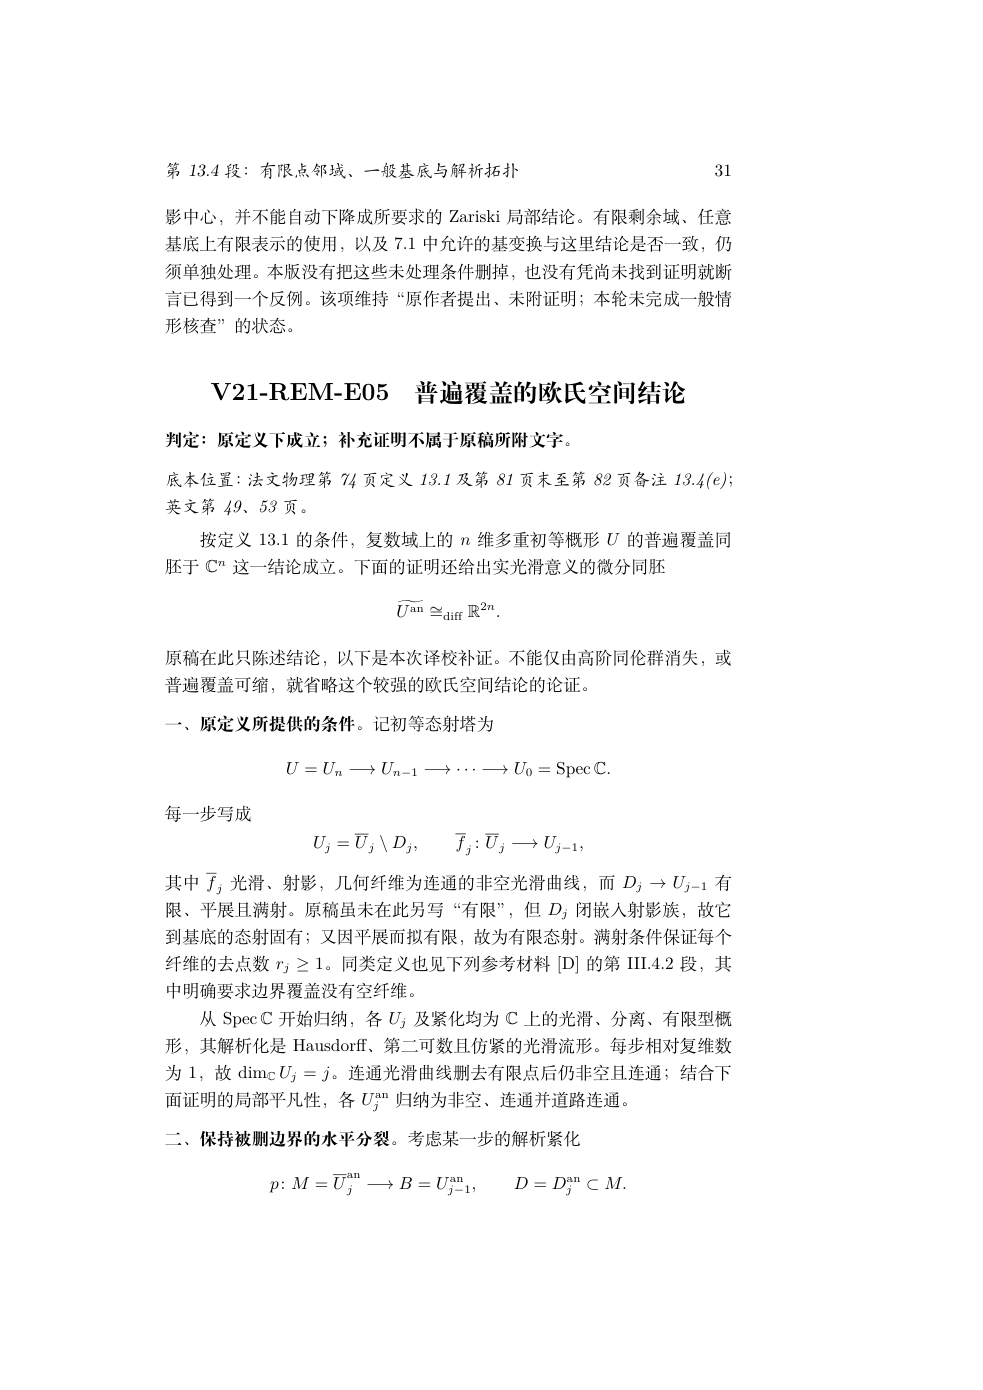 第 13.4 段：有限点邻域、一般基底与解析拓扑 31
影中心，并不能自动下降成所要求的 Zariski 局部结论。有限剩余域、任意
基底上有限表示的使用，以及 7.1 中允许的基变换与这里结论是否一致，仍
须单独处理。本版没有把这些未处理条件删掉，也没有凭尚未找到证明就断
言已得到一个反例。该项维持“原作者提出、未附证明；本轮未完成一般情
形核查”的状态。
V21-REM-E05 普遍覆盖的欧氏空间结论
判定：原定义下成立；补充证明不属于原稿所附文字。
底本位置：法文物理第 74 页定义 13.1 及第 81 页末至第 82 页备注 13.4(e)；
英文第 49、53 页。
按定义 13.1 的条件，复数域上的 n 维多重初等概形 U 的普遍覆盖同
胚于 ℂⁿ 这一结论成立。下面的证明还给出实光滑意义的微分同胚
$\widetilde{U^{\mathrm{an}}} \cong_{\mathrm{diff}} \mathbb{R}^{2n}.$
原稿在此只陈述结论，以下是本次译校补证。不能仅由高阶同伦群消失，或
普遍覆盖可缩，就省略这个较强的欧氏空间结论的论证。
一、原定义所提供的条件。记初等态射塔为
$U = U_n \longrightarrow U_{n-1} \longrightarrow \cdots \longrightarrow U_0 = \operatorname{Spec} \mathbb{C}.$
每一步写成
$U_j = \overline{U}_j \setminus D_j, \qquad \overline{f}_j \colon \overline{U}_j \longrightarrow U_{j-1},$
其中 $\overline{f}_j$ 光滑、射影，几何纤维为连通的非空光滑曲线，而 $D_j \to U_{j-1}$ 有
限、平展且满射。原稿虽未在此另写“有限”，但 $D_j$ 闭嵌入射影族，故它
到基底的态射固有；又因平展而拟有限，故为有限态射。满射条件保证每个
纤维的去点数 $r_j \geq 1$。同类定义也见下列参考材料 [D] 的第 III.4.2 段，其
中明确要求边界覆盖没有空纤维。
从 Spec ℂ 开始归纳，各 $U_j$ 及紧化均为 ℂ 上的光滑、分离、有限型概
形，其解析化是 Hausdorff、第二可数且仿紧的光滑流形。每步相对复维数
为 1，故 $\dim_{\mathbb{C}} U_j = j$。连通光滑曲线删去有限点后仍非空且连通；结合下
面证明的局部平凡性，各 $U_j^{\mathrm{an}}$ 归纳为非空、连通并道路连通。
二、保持被删边界的水平分裂。考虑某一步的解析紧化
$p \colon M = \overline{U}_j^{\mathrm{an}} \longrightarrow B = U_{j-1}^{\mathrm{an}}, \qquad D = D_j^{\mathrm{an}} \subset M.$